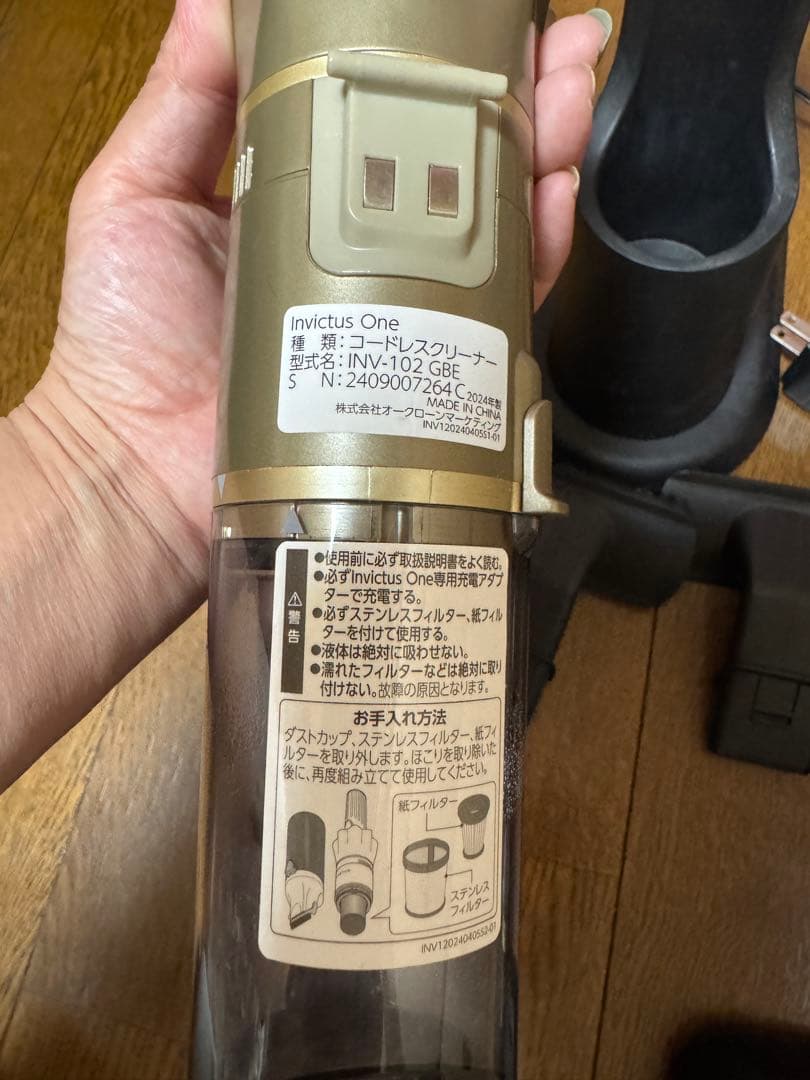 Invictus One
種 類：コードレスクリーナー
型式名：INV-102 GBE
S N：2409007264C 2024年製
MADE IN CHINA
株式会社オークローンマーケティング
INV12024040551-01
警告
●使用前に必ず取扱説明書をよく読む。
●必ずInvictus One専用充電アダプ
ターで充電する。
●必ずステンレスフィルター、紙フィル
ターを付けて使用する。
●液体は絶対に吸わせない。
●濡れたフィルターなどは絶対に取り
付けない。故障の原因となります。
お手入れ方法
ダストカップ、ステンレスフィルター、紙フィ
ルターを取り外します。ほこりを取り除いた
後に、再度組み立てて使用してください。
紙フィルター
ステンレス
フィルター
INV12024040552-01